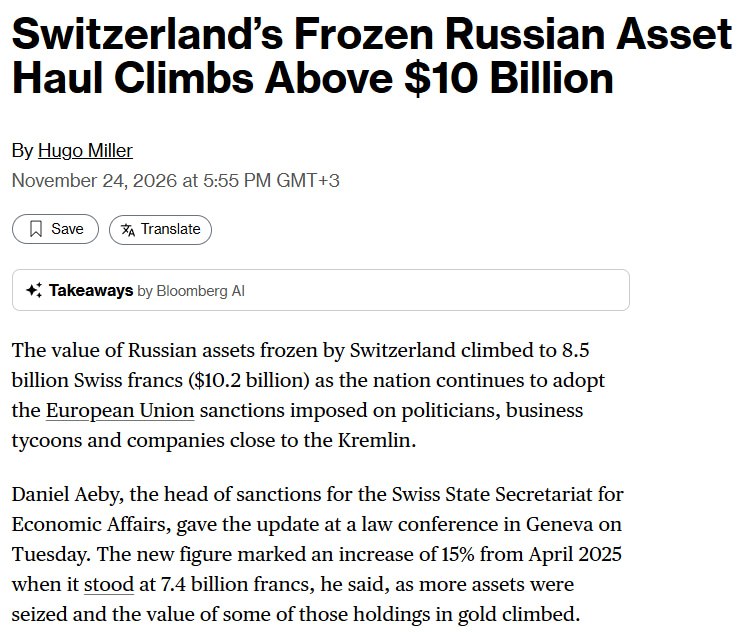 Switzerland's Frozen Russian Asset
Haul Climbs Above $10 Billion
By Hugo Miller
November 24, 2026 at 5:55 PM GMT+3
Save Translate
Takeaways by Bloomberg AI
The value of Russian assets frozen by Switzerland climbed to 8.5
billion Swiss francs ($10.2 billion) as the nation continues to adopt
the European Union sanctions imposed on politicians, business
tycoons and companies close to the Kremlin.
Daniel Aeby, the head of sanctions for the Swiss State Secretariat for
Economic Affairs, gave the update at a law conference in Geneva on
Tuesday. The new figure marked an increase of 15% from April 2025
when it stood at 7.4 billion francs, he said, as more assets were
seized and the value of some of those holdings in gold climbed.